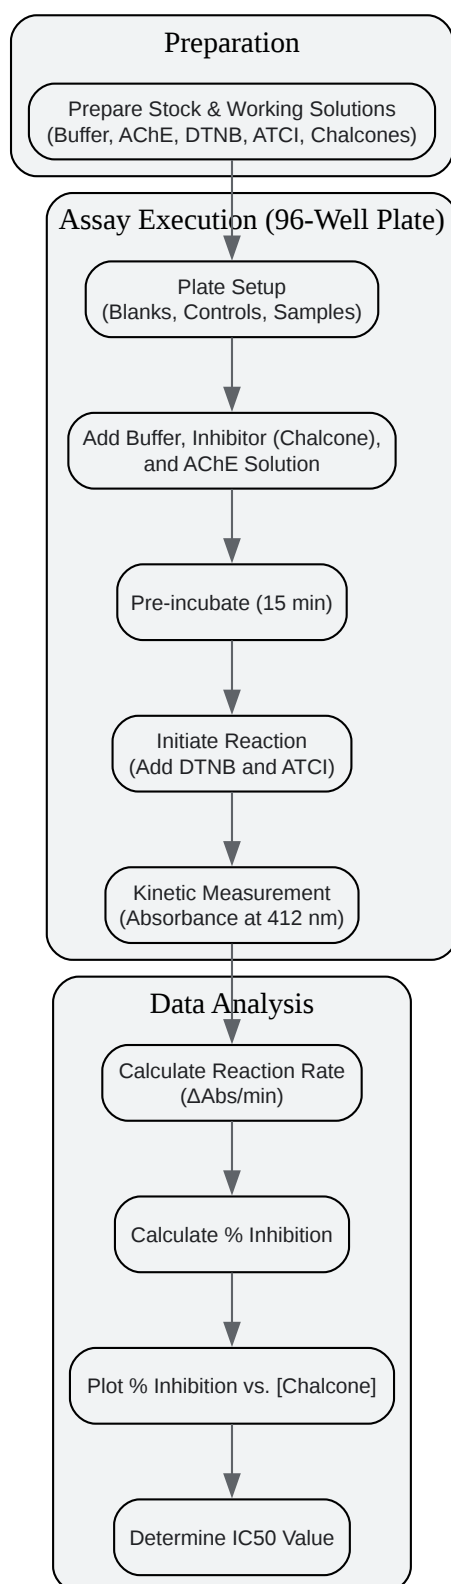 Preparation
Prepare Stock & Working Solutions
(Buffer, AChE, DTNB, ATCI, Chalcones)
Assay Execution (96-Well Plate)
Plate Setup
(Blanks, Controls, Samples)
Add Buffer, Inhibitor (Chalcone),
and AChE Solution
Pre-incubate (15 min)
Initiate Reaction
(Add DTNB and ATCI)
Kinetic Measurement
(Absorbance at 412 nm)
Data Analysis
Calculate Reaction Rate
(ΔAbs/min)
Calculate % Inhibition
Plot % Inhibition vs. [Chalcone]
Determine IC50 Value